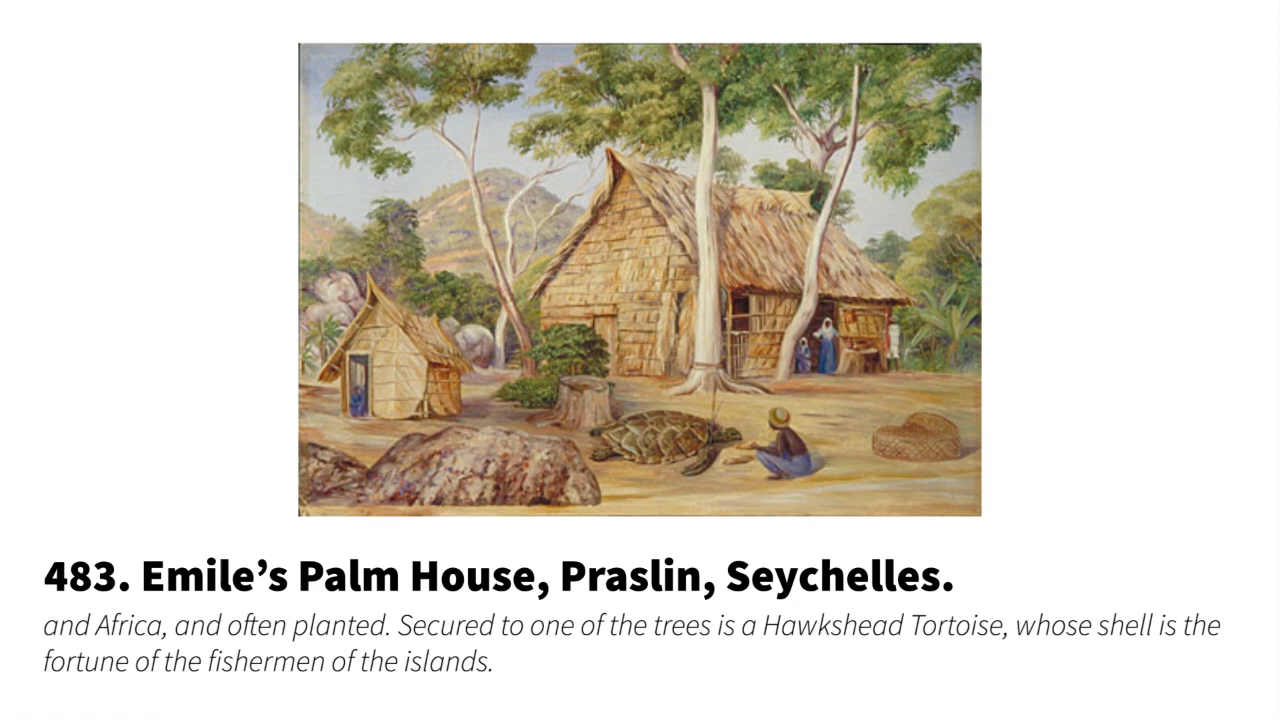 483. Emile’s Palm House, Praslin, Seychelles.
and Africa, and often planted. Secured to one of the trees is a Hawkshead Tortoise, whose shell is the
fortune of the fishermen of the islands.